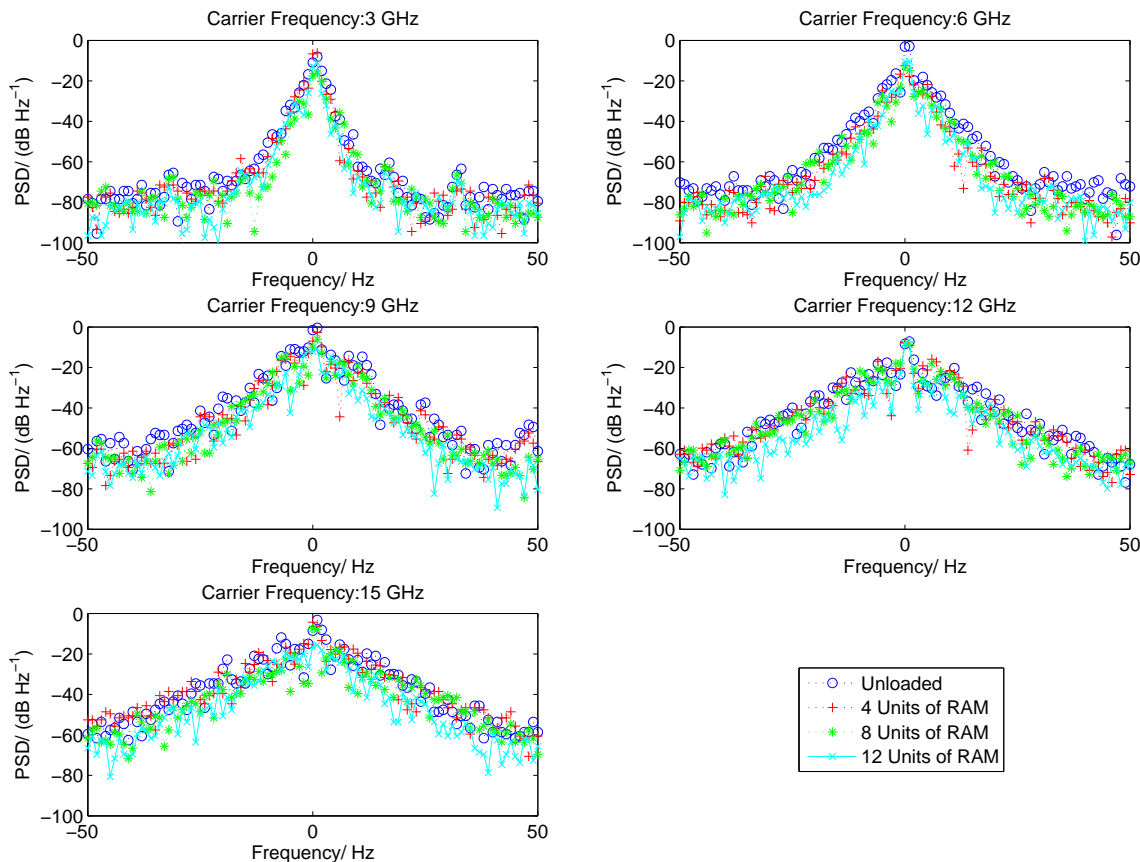 Carrier Frequency:3 GHz
0
−20
−40
−60
−80
−100
−50
0
50
Frequency/ Hz
PSD/ (dB Hz⁻¹)
Carrier Frequency:6 GHz
0
−20
−40
−60
−80
−100
−50
0
50
Frequency/ Hz
PSD/ (dB Hz⁻¹)
Carrier Frequency:9 GHz
0
−20
−40
−60
−80
−100
−50
0
50
Frequency/ Hz
PSD/ (dB Hz⁻¹)
Carrier Frequency:12 GHz
0
−20
−40
−60
−80
−100
−50
0
50
Frequency/ Hz
PSD/ (dB Hz⁻¹)
Carrier Frequency:15 GHz
0
−20
−40
−60
−80
−100
−50
0
50
Frequency/ Hz
PSD/ (dB Hz⁻¹)
Unloaded
4 Units of RAM
8 Units of RAM
12 Units of RAM